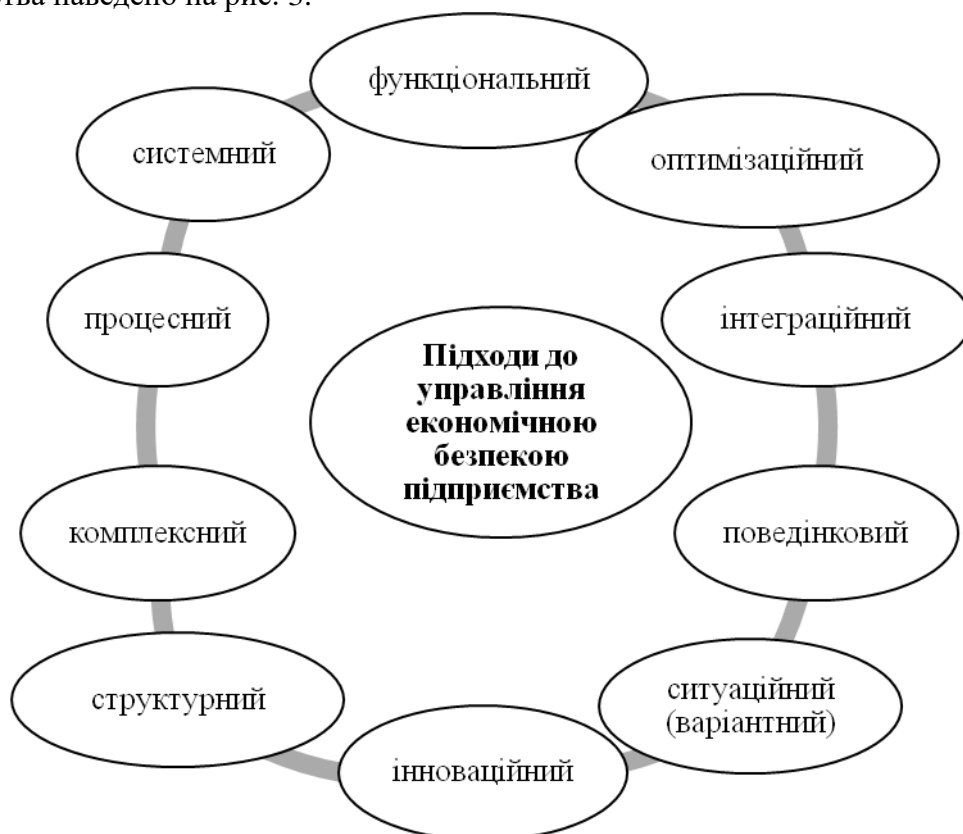 наведено на рис. 3.
функціональний
системний
оптимізаційний
процесний
інтеграційний
Підходи до
управління
економічною
безпекою
підприємства
комплексний
поведінковий
структурний
ситуаційний
(варіантний)
інноваційний